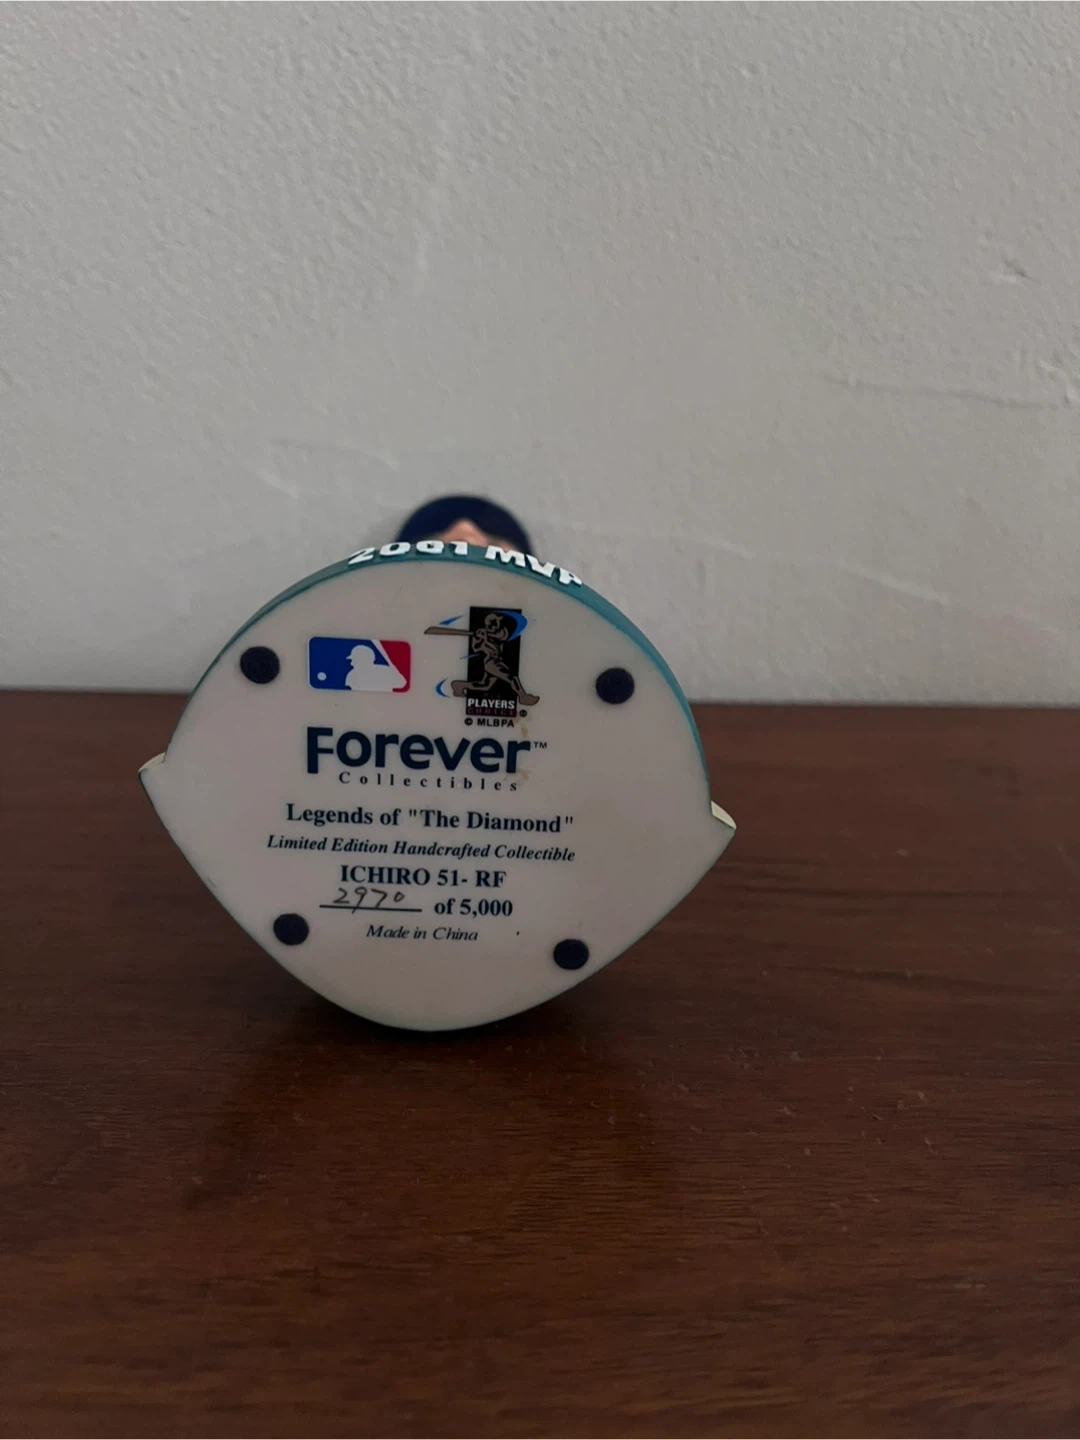 2001 MVP
PLAYERS
CHOICE
© MLBPA
Forever™
Collectibles
Legends of "The Diamond"
Limited Edition Handcrafted Collectible
ICHIRO 51- RF
2970 of 5,000
Made in China